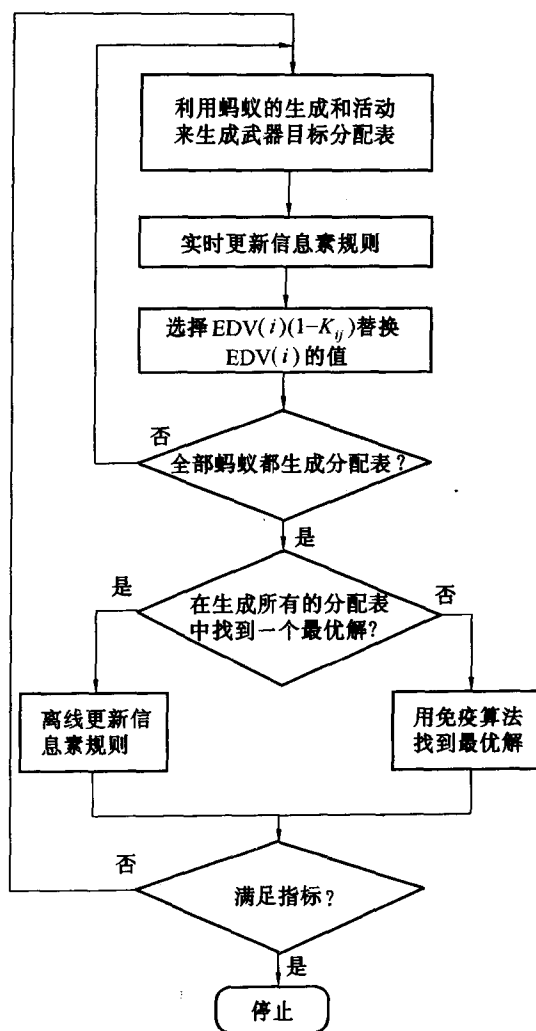 利用蚂蚁的生成和活动
来生成武器目标分配表
实时更新信息素规则
选择EDV(i)(1-K_{ij})替换
EDV(i)的值
否
全部蚂蚁都生成分配表?
是
是
否
在生成所有的分配表
中找到一个最优解?
离线更新信
息素规则
用免疫算法
找到最优解
否
满足指标?
是
停止